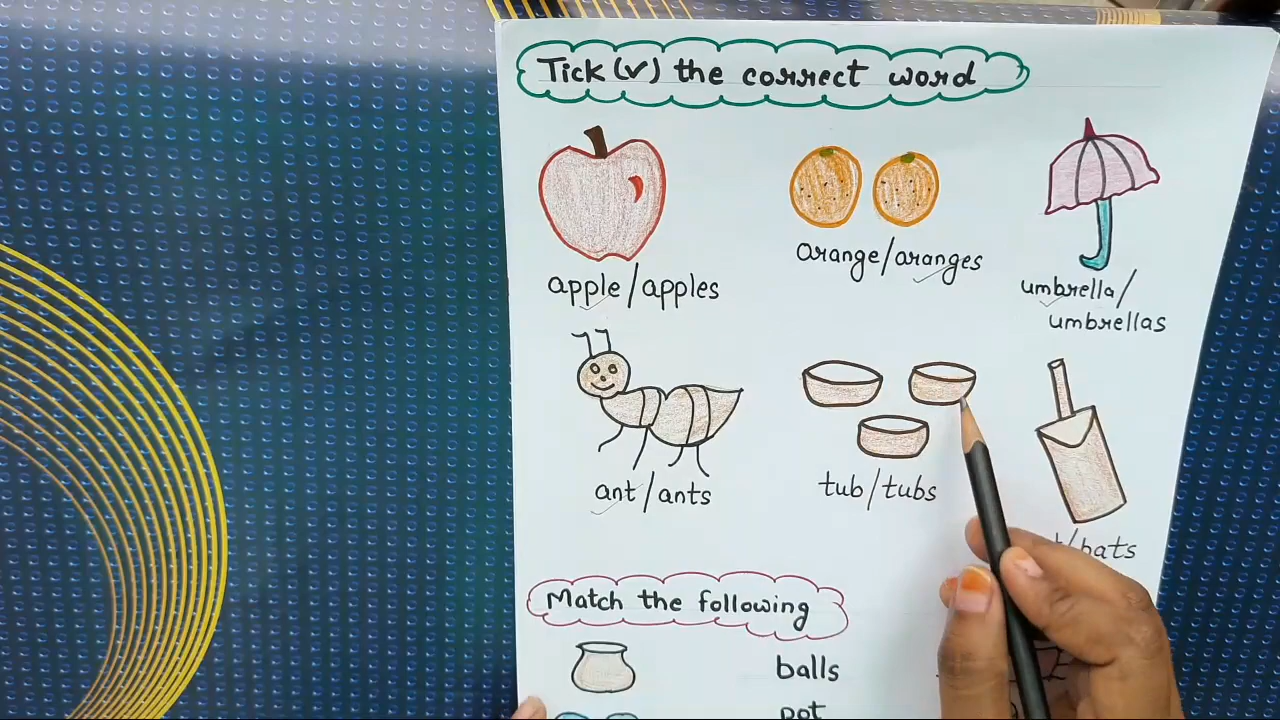 Tick (✓) the correct word
apple/apples
orange/oranges
umbrella/
umbrellas
ant/ants
tub/tubs
/bats
Match the following
balls
pot